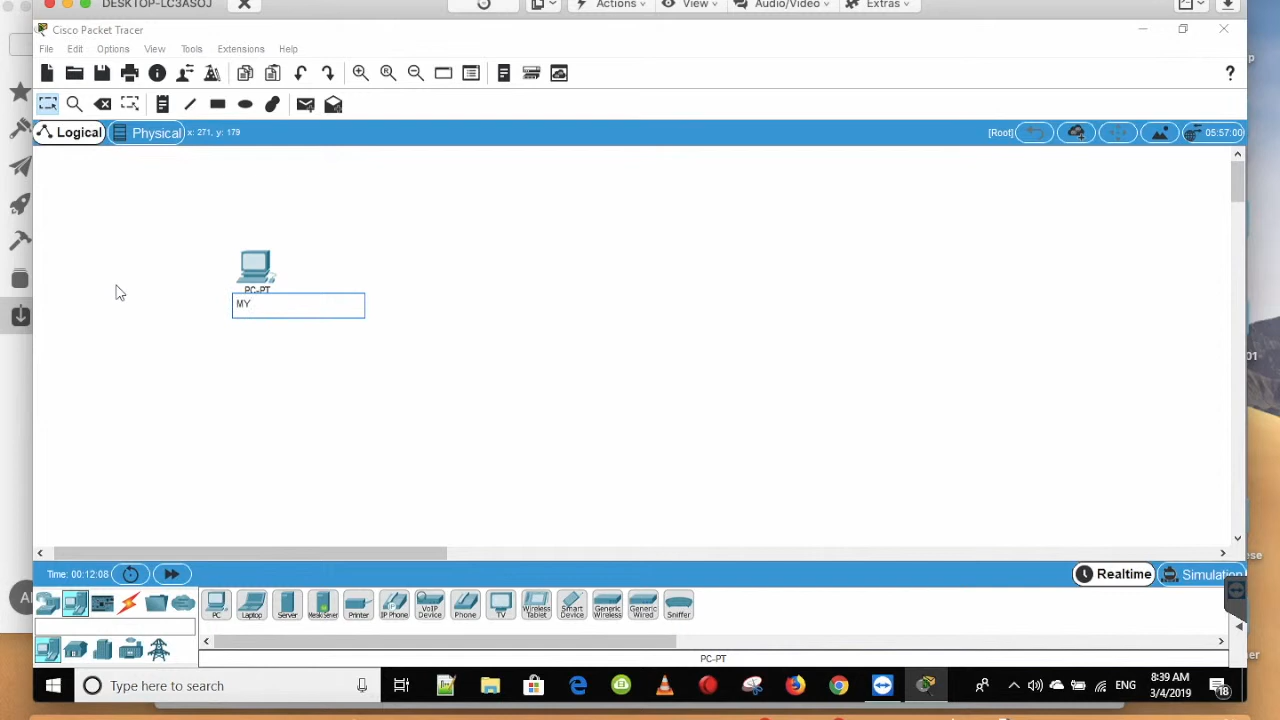 DESKTOP-LC3ASOJ
Actions
View
Audio/Video
Extras
Cisco Packet Tracer
File Edit Options View Tools Extensions Help
?
Logical
Physical
x: 271, y: 179
[Root]
05:57:00
PC-PT
MY
01
Time: 00:12:08
Realtime
Simulation
PC
Laptop
Server
Printer
IP Phone
VoIP Device
Phone
TV
Wireless Tablet
Smart Device
Generic Wireless
Generic Wired
Sniffer
PC-PT
Type here to search
ENG
8:39 AM
3/4/2019
18